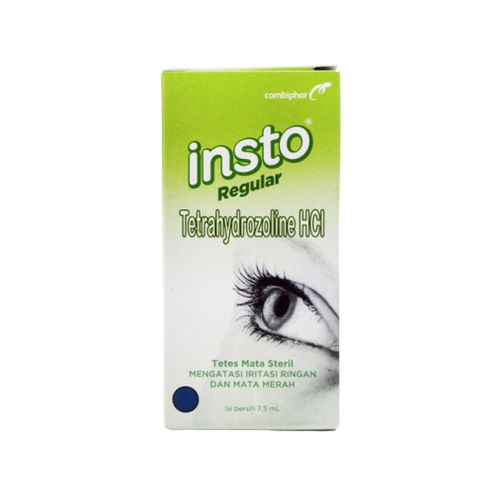 combiphar
insto®
Regular
Tetrahydrozoline HCl
Tetes Mata Steril
MENGATASI IRITASI RINGAN
DAN MATA MERAH
Isi bersih 7,5 mL